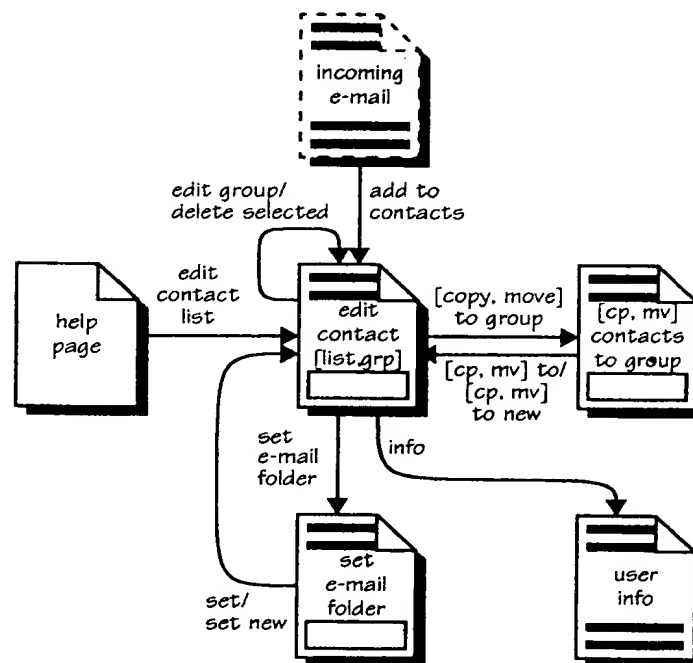 incoming
e-mail
edit group/
delete selected
add to
contacts
help
page
edit
contact
list
edit
contact
[list,grp]
[copy, move]
to group
[cp, mv] to/
[cp, mv]
to new
[cp, mv]
contacts
to group
set
e-mail
folder
info
set/
set new
set
e-mail
folder
user
info